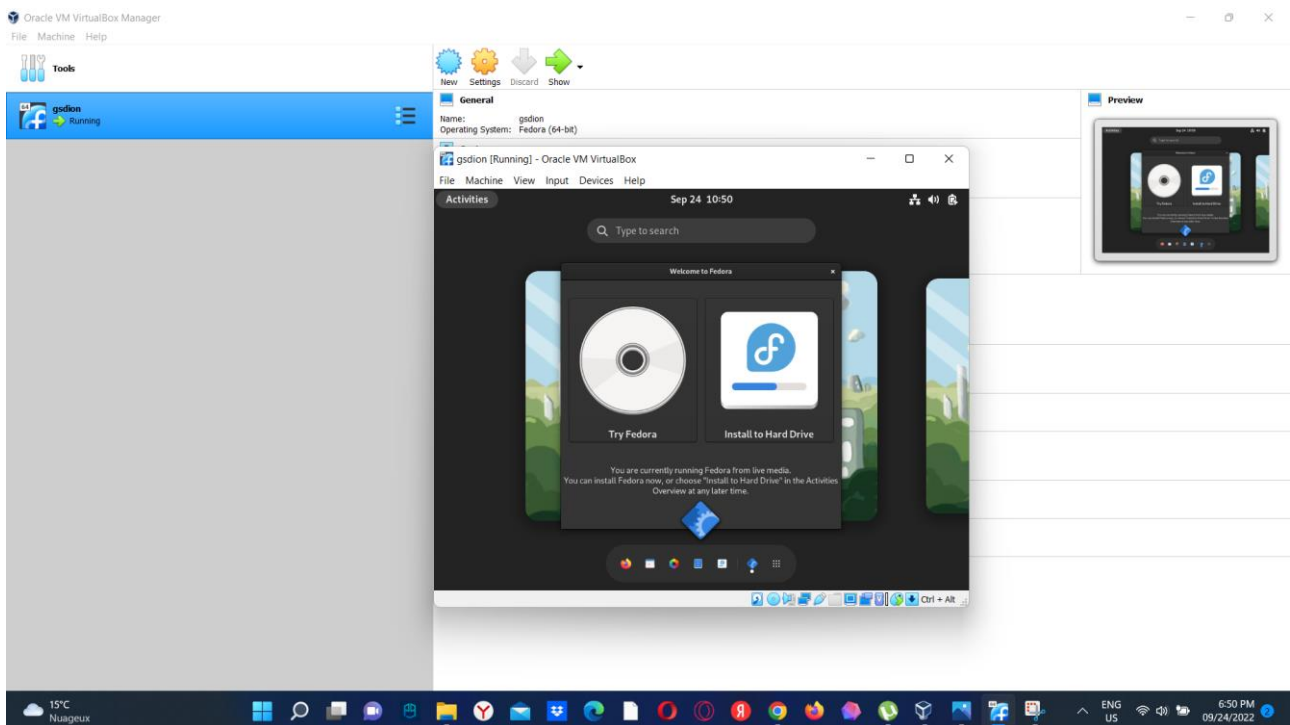 Oracle VM VirtualBox Manager
File Machine Help
Tools
New Settings Discard Show
64 gsdion
Running
General
Name: gsdion
Operating System: Fedora (64-bit)
Preview
gsdion [Running] - Oracle VM VirtualBox
File Machine View Input Devices Help
Activities Sep 24 10:50
Type to search
Welcome to Fedora
Try Fedora Install to Hard Drive
You are currently running Fedora from live media.
You can install Fedora now, or choose "Install to Hard Drive" in the Activities
Overview at any later time.
Ctrl + Alt
15°C
Nuageux
ENG
US
6:50 PM
09/24/2022
2